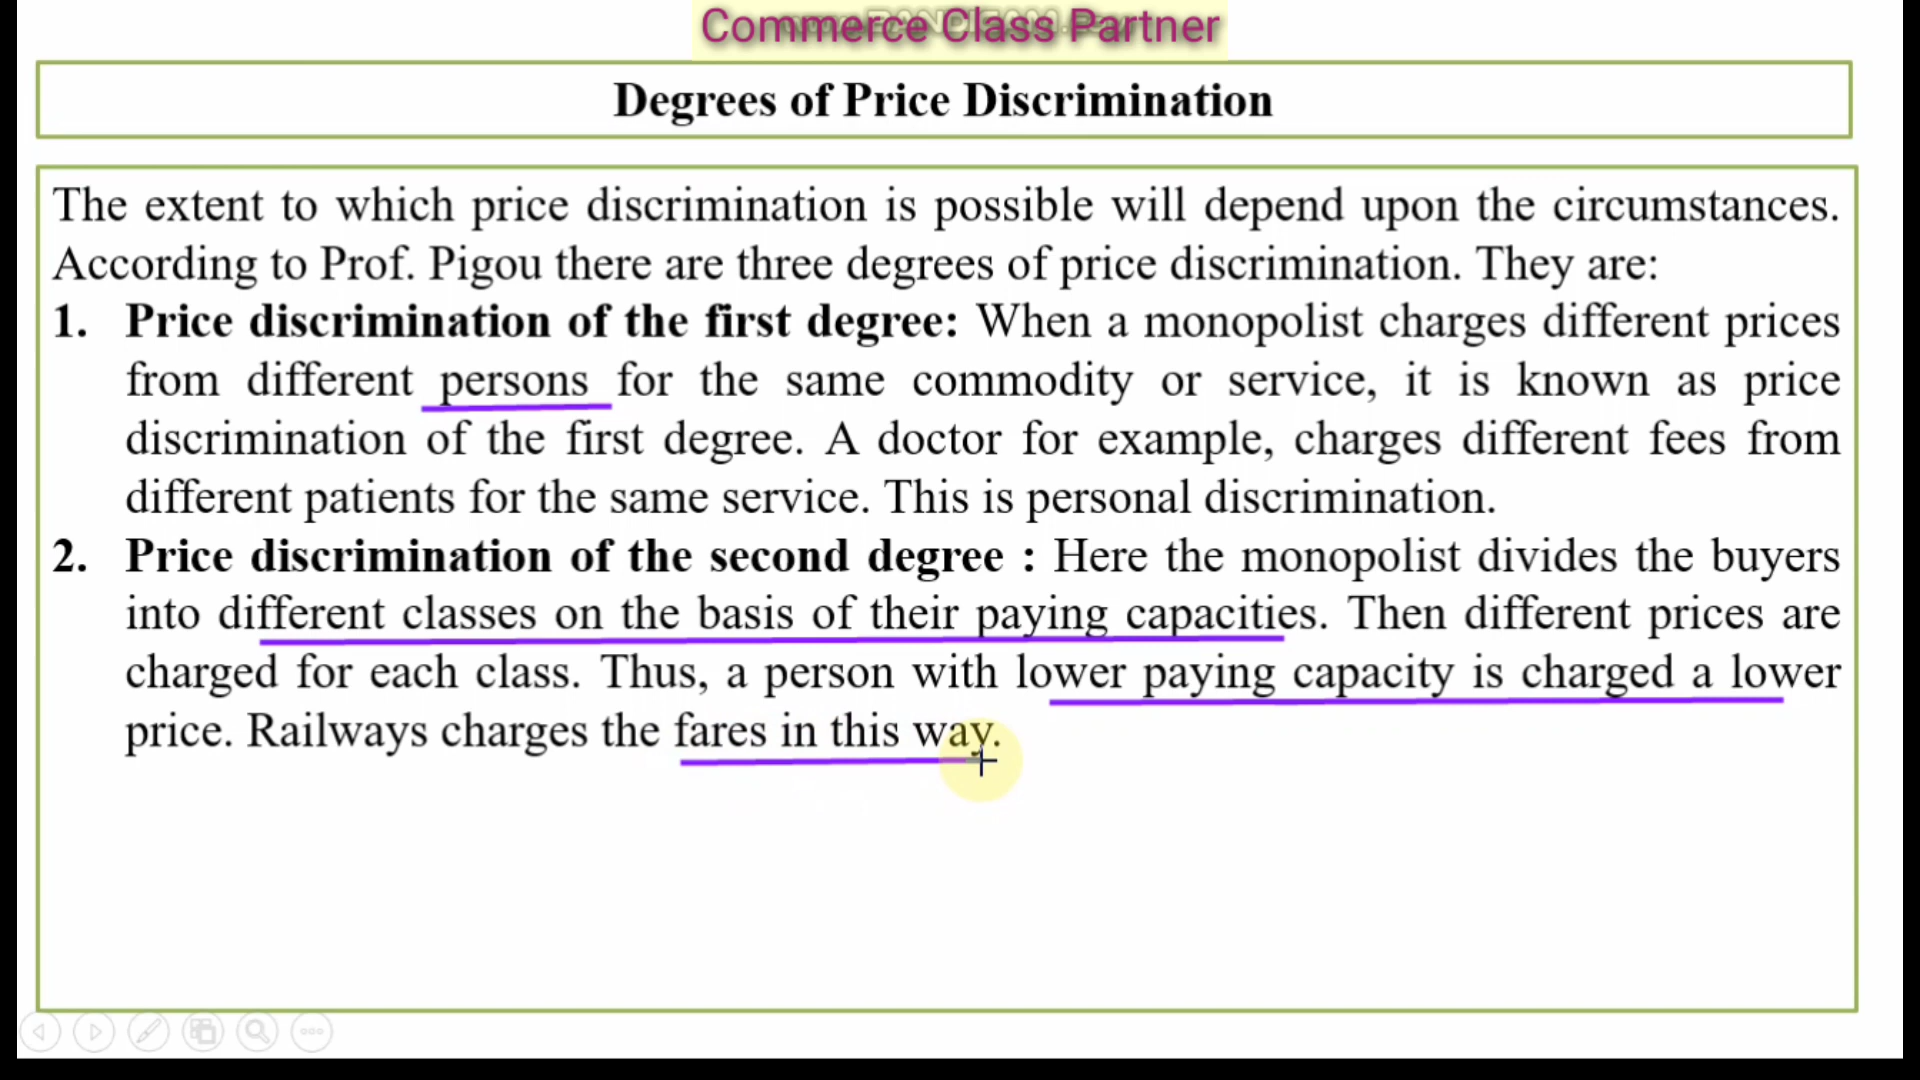 Commerce Class Partner
Degrees of Price Discrimination
The extent to which price discrimination is possible will depend upon the circumstances.
According to Prof. Pigou there are three degrees of price discrimination. They are:
1. Price discrimination of the first degree: When a monopolist charges different prices
from different persons for the same commodity or service, it is known as price
discrimination of the first degree. A doctor for example, charges different fees from
different patients for the same service. This is personal discrimination.
2. Price discrimination of the second degree : Here the monopolist divides the buyers
into different classes on the basis of their paying capacities. Then different prices are
charged for each class. Thus, a person with lower paying capacity is charged a lower
price. Railways charges the fares in this way.